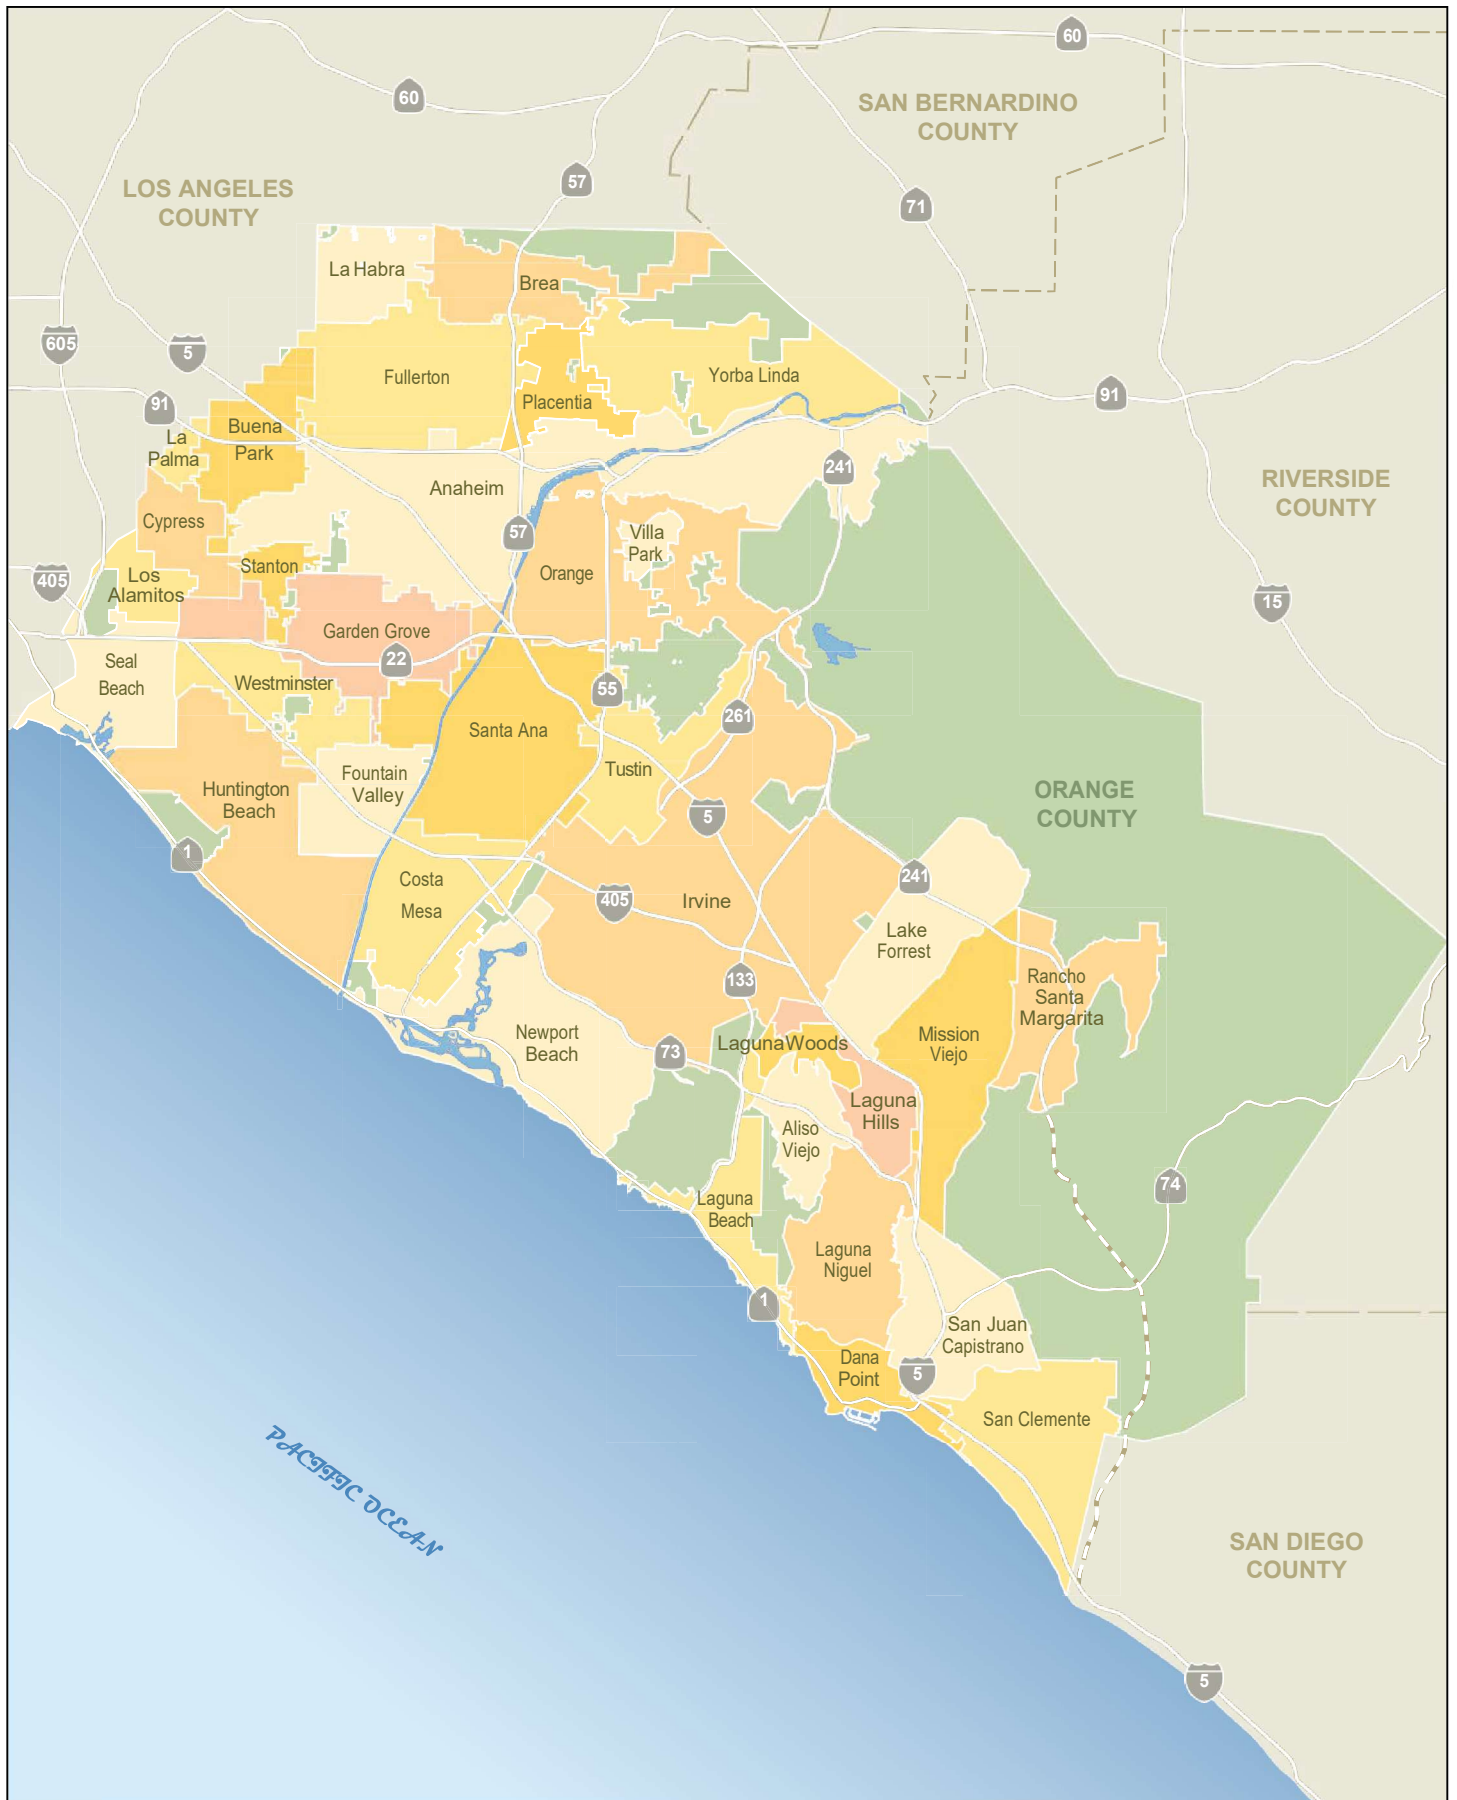 60
60
SAN BERNARDINO
COUNTY
57
LOS ANGELES
COUNTY
71
La Habra
Brea
605
5
Fullerton
Yorba Linda
91
91
Placentia
Buena
Park
La
Palma
241
RIVERSIDE
COUNTY
Anaheim
Cypress
57
Villa
Park
Stanton
Orange
405
Los
Alamitos
15
Garden Grove
22
Seal
Beach
Westminster
55
261
Santa Ana
Tustin
Fountain
Valley
Huntington
Beach
ORANGE
COUNTY
5
1
Costa
Mesa
241
405
Irvine
Lake
Forrest
133
Rancho
Santa
Margarita
Newport
Beach
73
Laguna Woods
Mission
Viejo
Laguna
Hills
Aliso
Viejo
74
Laguna
Beach
Laguna
Niguel
1
San Juan
Capistrano
Dana
Point
5
San Clemente
PACIFIC OCEAN
SAN DIEGO
COUNTY
5